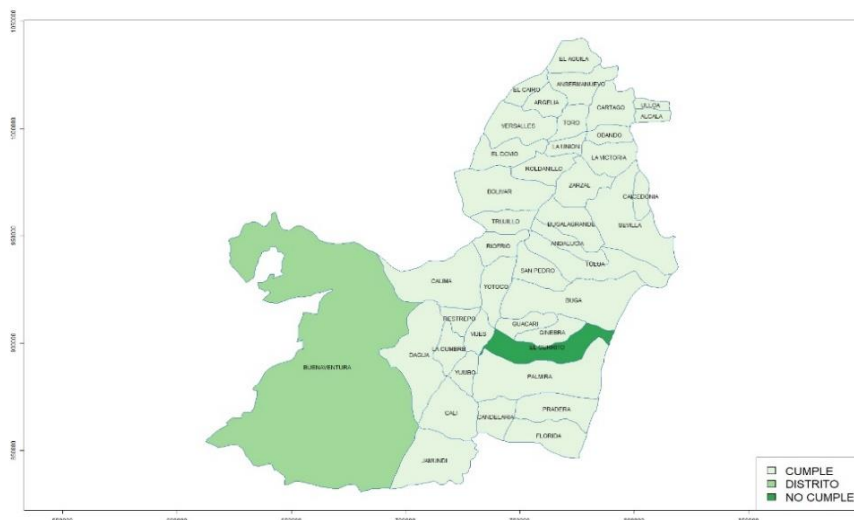 EL AGUILA
ANSERMANUEVO
EL CAIRO
ARGELIA
CARTAGO
ULLOA
ALCALA
VERSALLES
TORO
OBANDO
LA UNION
EL DOVIO
LA VICTORIA
ROLDANILLO
ZARZAL
BOLIVAR
CAICEDONIA
TRUJILLO
BUGALAGRANDE
SEVILLA
RIOFRIO
ANDALUCIA
TULUA
SAN PEDRO
CALIMA
YOTOCO
BUGA
RESTREPO
GUACARI
VIJES
GINEBRA
EL CERRITO
LA CUMBRE
DAGUA
BUENAVENTURA
YUMBO
PALMIRA
CALI
CANDELARIA
PRADERA
FLORIDA
JAMUNDI
CUMPLE
DISTRITO
NO CUMPLE